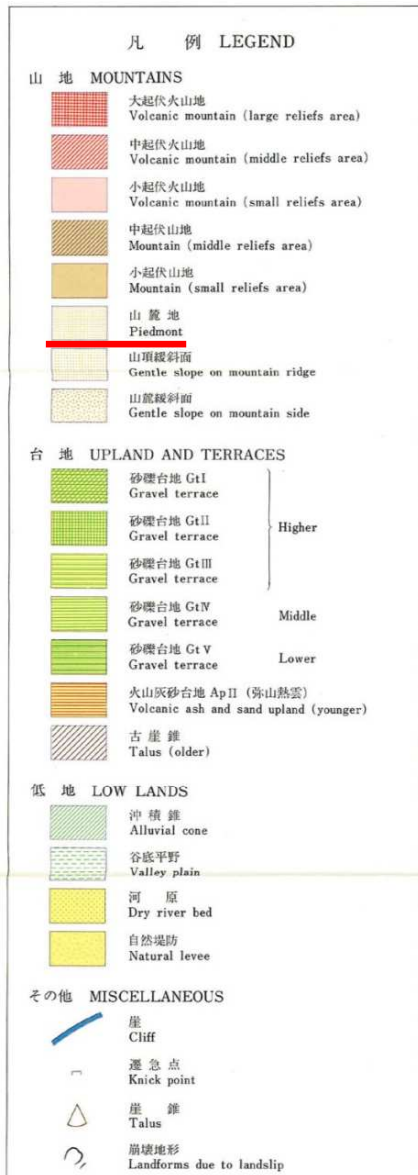 凡 例 LEGEND
山 地 MOUNTAINS
大起伏火山地
Volcanic mountain (large reliefs area)
中起伏火山地
Volcanic mountain (middle reliefs area)
小起伏火山地
Volcanic mountain (small reliefs area)
中起伏山地
Mountain (middle reliefs area)
小起伏山地
Mountain (small reliefs area)
山 麓 地
Piedmont
山頂緩斜面
Gentle slope on mountain ridge
山麓緩斜面
Gentle slope on mountain side
台 地 UPLAND AND TERRACES
砂礫台地 GtⅠ
Gravel terrace
砂礫台地 GtⅡ
Gravel terrace
Higher
砂礫台地 GtⅢ
Gravel terrace
砂礫台地 GtⅣ
Gravel terrace
Middle
砂礫台地 GtⅤ
Gravel terrace
Lower
火山灰砂台地 ApⅡ (弥山熱雲)
Volcanic ash and sand upland (younger)
古 崖 錐
Talus (older)
低 地 LOW LANDS
沖 積 錐
Alluvial cone
谷底平野
Valley plain
河 原
Dry river bed
自然堤防
Natural levee
その他 MISCELLANEOUS
崖
Cliff
遷 急 点
Knick point
崖 錐
Talus
崩壊地形
Landforms due to landslip